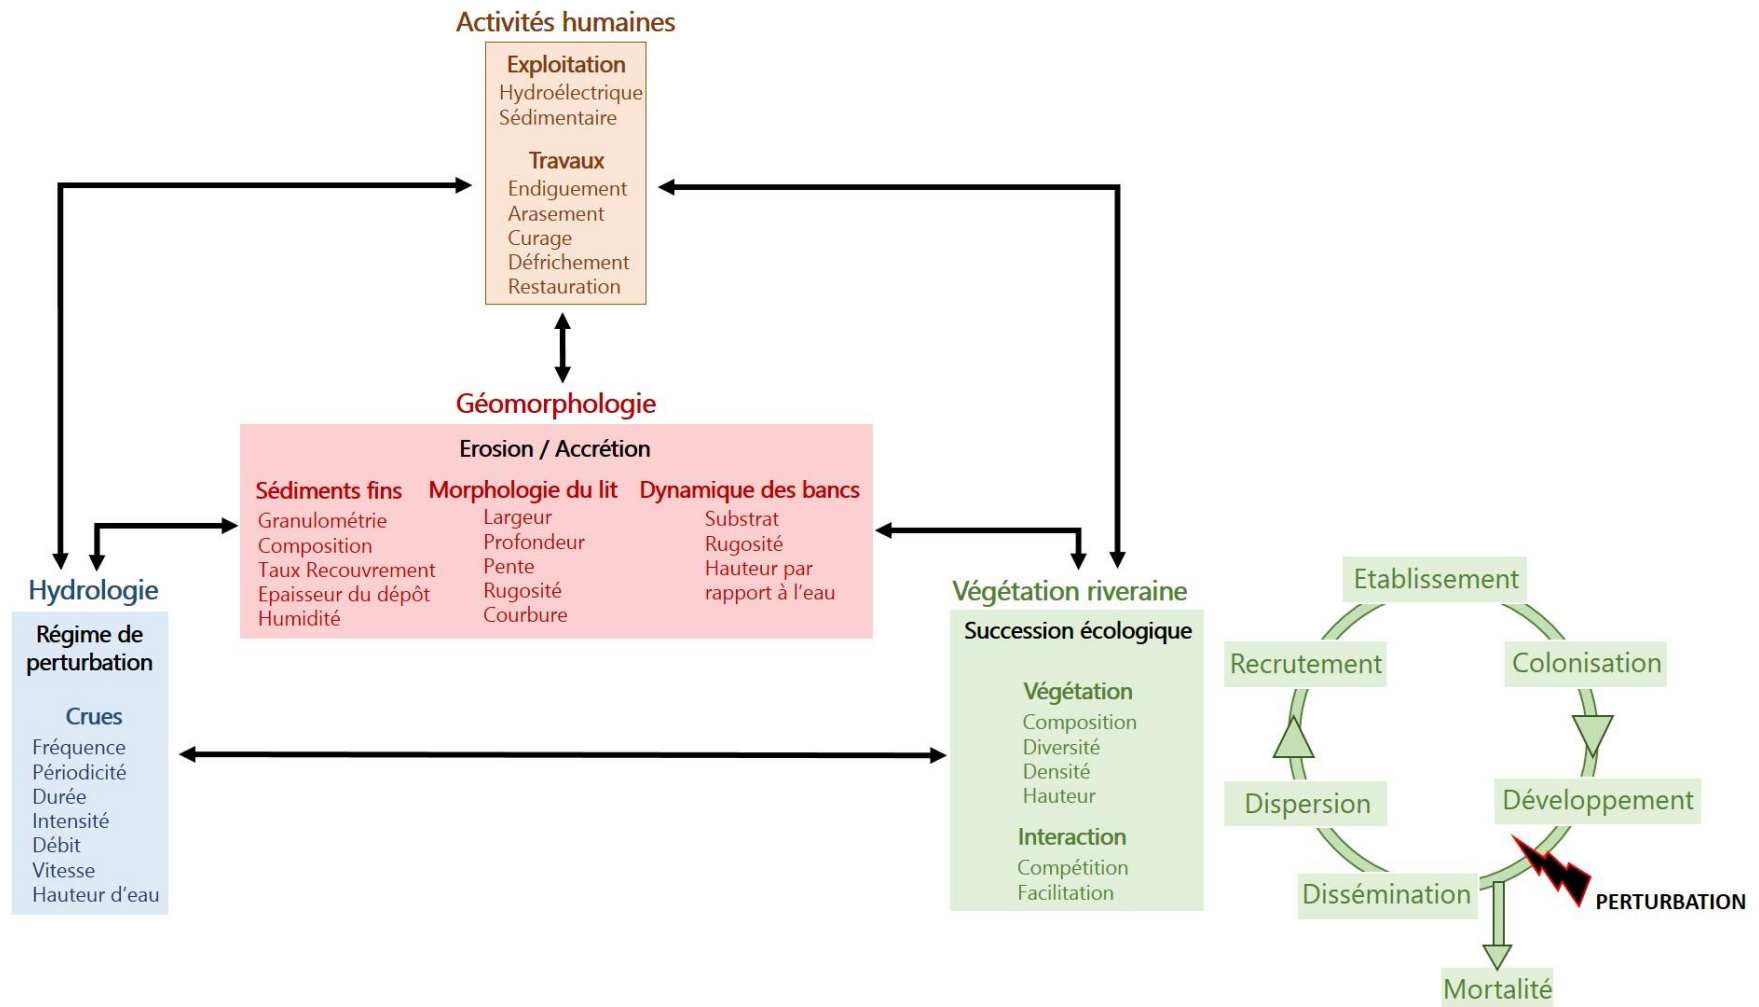 Activités humaines
Exploitation
Hydroélectrique
Sédimentaire
Travaux
Endiguement
Arasement
Curage
Défrichement
Restauration
Géomorphologie
Erosion / Accrétion
Sédiments fins
Granulométrie
Composition
Taux Recouvrement
Epaisseur du dépôt
Humidité
Morphologie du lit
Largeur
Profondeur
Pente
Rugosité
Courbure
Dynamique des bancs
Substrat
Rugosité
Hauteur par
rapport à l'eau
Hydrologie
Régime de
perturbation
Crues
Fréquence
Périodicité
Durée
Intensité
Débit
Vitesse
Hauteur d'eau
Végétation riveraine
Succession écologique
Végétation
Composition
Diversité
Densité
Hauteur
Interaction
Compétition
Facilitation
Etablissement
Colonisation
Développement
PERTURBATION
Mortalité
Dissémination
Dispersion
Recrutement